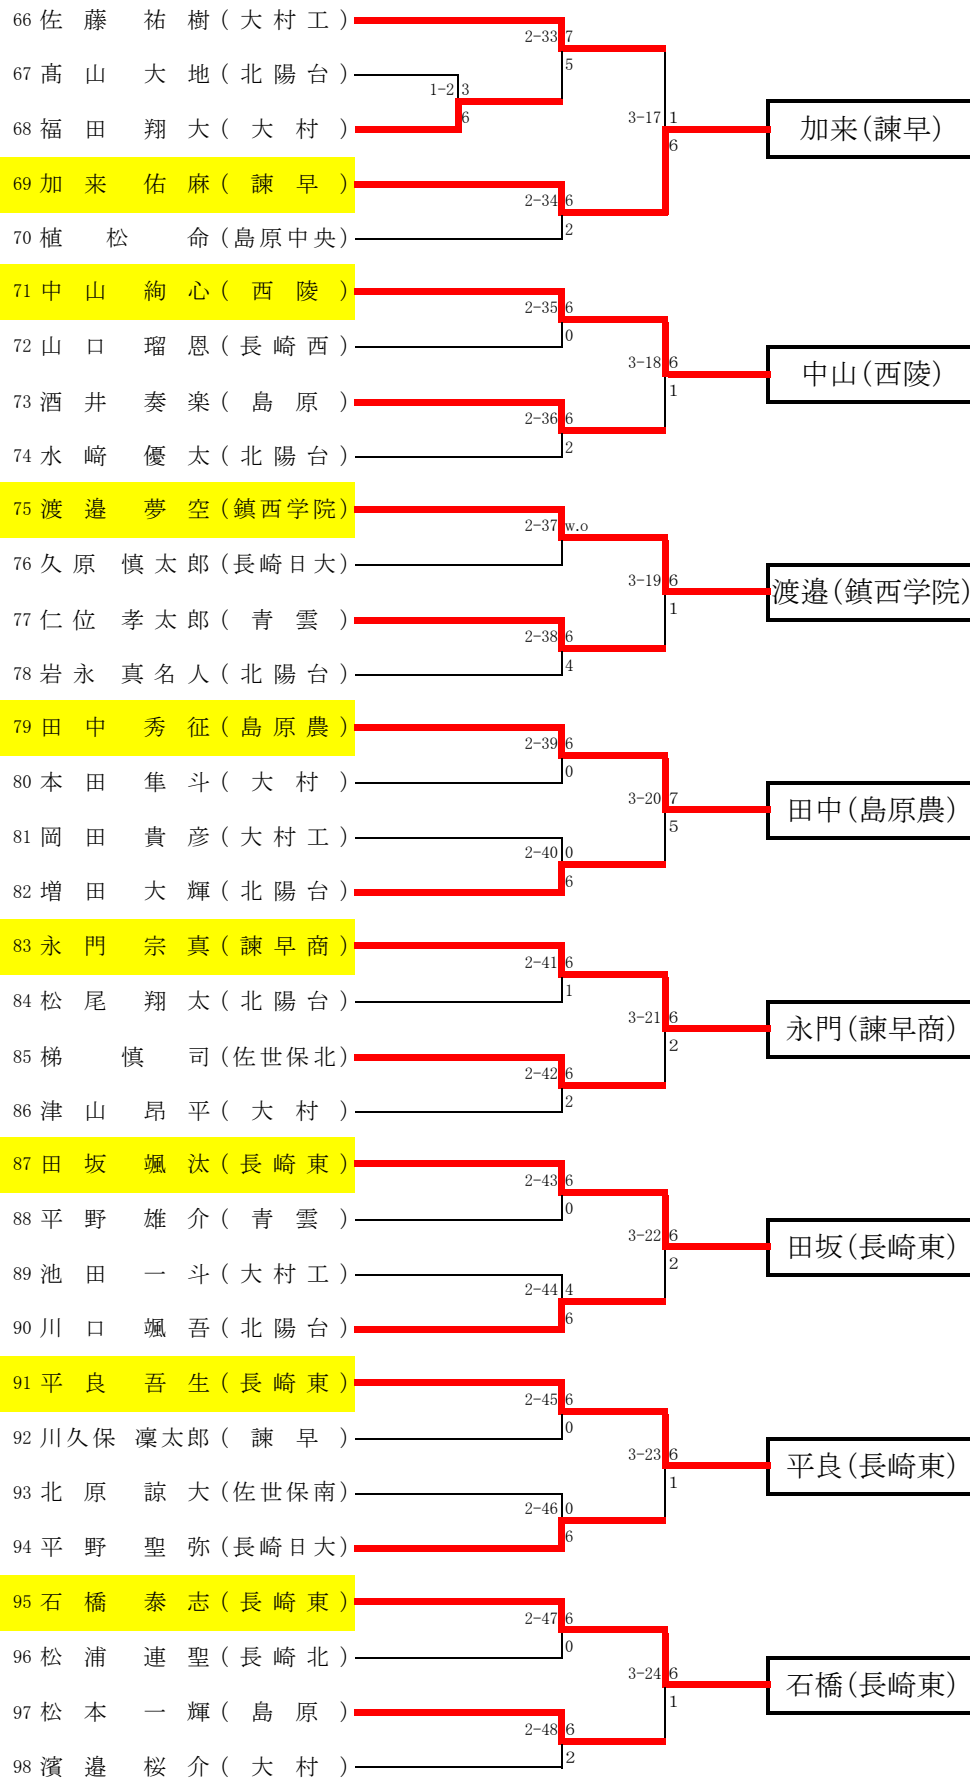 66 佐藤 祐樹 (大村工)
2-33 7
67 髙山 大地 (北陽台)
5
1-2 3
68 福田 翔大 (大村)
6
3-17 1
加来(諫早)
6
69 加来 佑麻 (諫早)
2-34 6
70 植松 命 (島原中央)
2
71 中山 絢心 (西陵)
2-35 6
72 山口 瑠恩 (長崎西)
0
3-18 6
中山(西陵)
1
73 酒井 奏楽 (島原)
2-36 6
74 水﨑 優太 (北陽台)
2
75 渡邉 夢空 (鎮西学院)
2-37 w.o
76 久原 慎太郎 (長崎日大)
3-19 6
渡邉(鎮西学院)
1
77 仁位 孝太郎 (青雲)
2-38 6
78 岩永 真名人 (北陽台)
4
79 田中 秀征 (島原農)
2-39 6
80 本田 隼斗 (大村)
0
3-20 7
田中(島原農)
5
81 岡田 貴彦 (大村工)
2-40 0
82 増田 大輝 (北陽台)
6
83 永門 宗真 (諫早商)
2-41 6
84 松尾 翔太 (北陽台)
1
3-21 6
永門(諫早商)
2
85 梯 慎司 (佐世保北)
2-42 6
86 津山 昂平 (大村)
2
87 田坂 颯汰 (長崎東)
2-43 6
88 平野 雄介 (青雲)
0
3-22 6
田坂(長崎東)
2
89 池田 一斗 (大村工)
2-44 4
90 川口 颯吾 (北陽台)
6
91 平良 吾生 (長崎東)
2-45 6
92 川久保 凜太郎 (諫早)
0
3-23 6
平良(長崎東)
1
93 北原 諒大 (佐世保南)
2-46 0
94 平野 聖弥 (長崎日大)
6
95 石橋 泰志 (長崎東)
2-47 6
96 松浦 連聖 (長崎北)
0
3-24 6
石橋(長崎東)
1
97 松本 一輝 (島原)
2-48 6
98 濱邉 桜介 (大村)
2